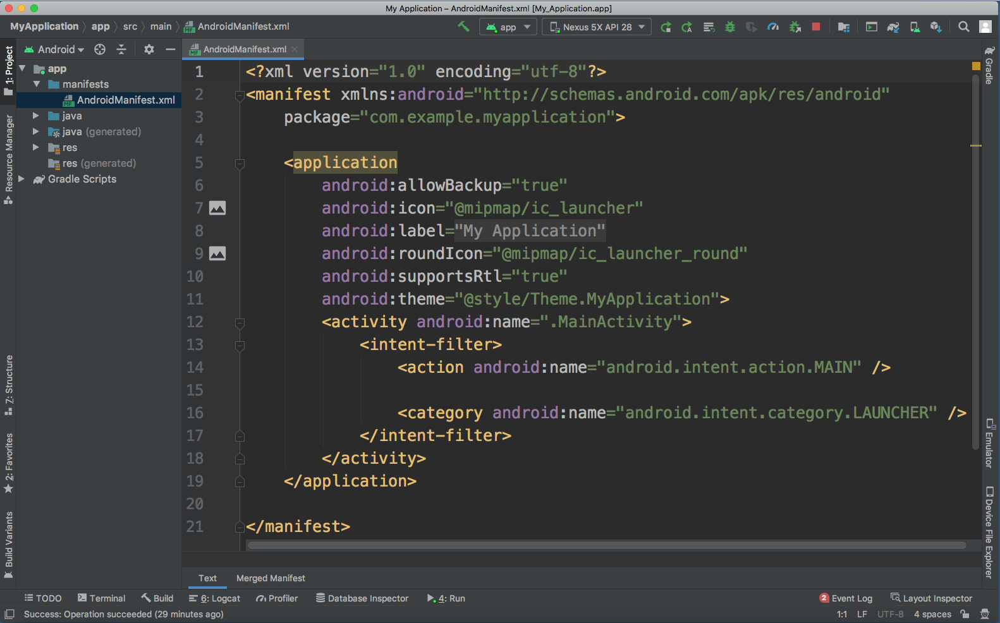 My Application – AndroidManifest.xml [My_Application.app]
MyApplication app src main AndroidManifest.xml app Nexus 5X API 28
Android AndroidManifest.xml
1: Project
Resource Manager
Z: Structure
2: Favorites
Build Variants
app
manifests
AndroidManifest.xml
java
java (generated)
res
res (generated)
Gradle Scripts
1 <?xml version="1.0" encoding="utf-8"?>
2 <manifest xmlns:android="http://schemas.android.com/apk/res/android"
3 package="com.example.myapplication">
4
5 <application
6 android:allowBackup="true"
7 android:icon="@mipmap/ic_launcher"
8 android:label="My Application"
9 android:roundIcon="@mipmap/ic_launcher_round"
10 android:supportsRtl="true"
11 android:theme="@style/Theme.MyApplication">
12 <activity android:name=".MainActivity">
13 <intent-filter>
14 <action android:name="android.intent.action.MAIN" />
15
16 <category android:name="android.intent.category.LAUNCHER" />
17 </intent-filter>
18 </activity>
19 </application>
20
21 </manifest>
Gradle
Emulator
Device File Explorer
Text Merged Manifest
TODO Terminal Build 6: Logcat Profiler Database Inspector 4: Run 2 Event Log Layout Inspector
Success: Operation succeeded (29 minutes ago) 1:1 LF UTF-8 4 spaces